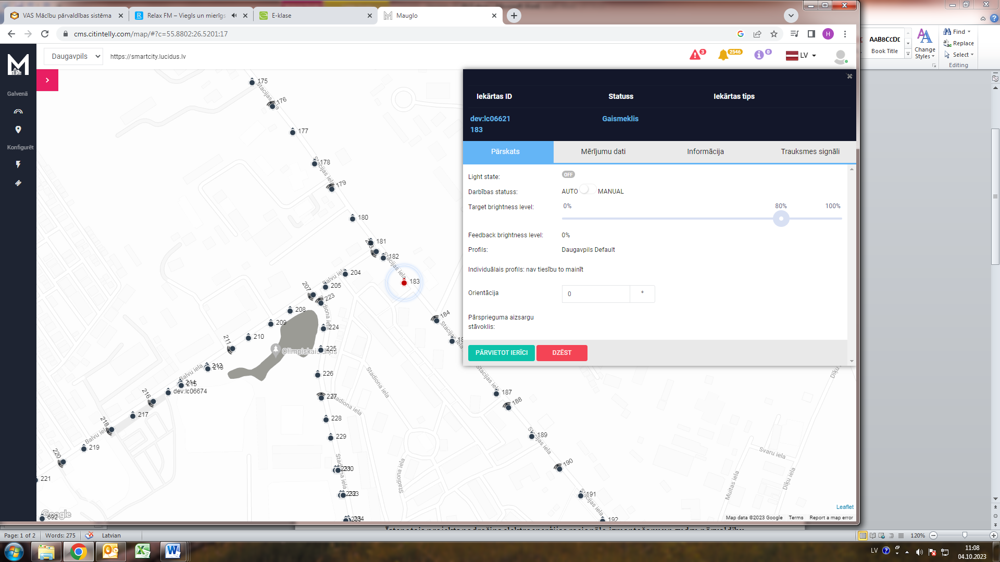 VAS Mācību pārvaldības sistēma
Relax FM – Viegls un mierīgs
E-klase
Mauglo
cms.citintelly.com/map/#?c=55.8802:26.5201:17
H
Find
Replace
Select
Editing
AaBbCcDt
Book Title
Change
Styles
Daugavpils
https://smartcity.lucidus.lv
3
2546
0
LV
Galvenā
Konfigurēt
Iekārtas ID
Statuss
Iekārtas tips
dev:lc06621
183
Gaismeklis
Pārskats
Mērījumu dati
Informācija
Trauksmes signāli
Light state:
OFF
Darbības statuss:
AUTO
MANUAL
Target brightness level:
0%
80%
100%
Feedback brightness level:
0%
Profils:
Daugavpils Default
Individuālais profils: nav tiesību to mainīt
Orientācija
0
°
Pārsprieguma aizsargu
stāvoklis:
PĀRVIETOT IERĪCI
DZĒST
175
176
177
178
179
180
181
182
183
184
187
188
189
190
191
192
204
205
207
208
209
210
211
212
213
214
215
dev:lc06674
216
217
218
219
220
221
223
224
225
226
227
228
229
230
692
Stacijas iela
Stacijas iela
Stacijas iela
Stacijas iela
Stacijas iela
Stacijas iela
Stacijas iela
Balvu iela
Balvu iela
Balvu iela
Stadiona iela
Stadiona iela
Stadiona iela
Stadiona iela
Stadiona iela
Olimpiskais dīķis
Svaru iela
Muitas iela
Dīķu iela
Google
Leaflet
Map data ©2023 Google
Terms
Report a map error
Page: 1 of 2
Words: 275
Latvian
120%
LV
11:08
04.10.2023